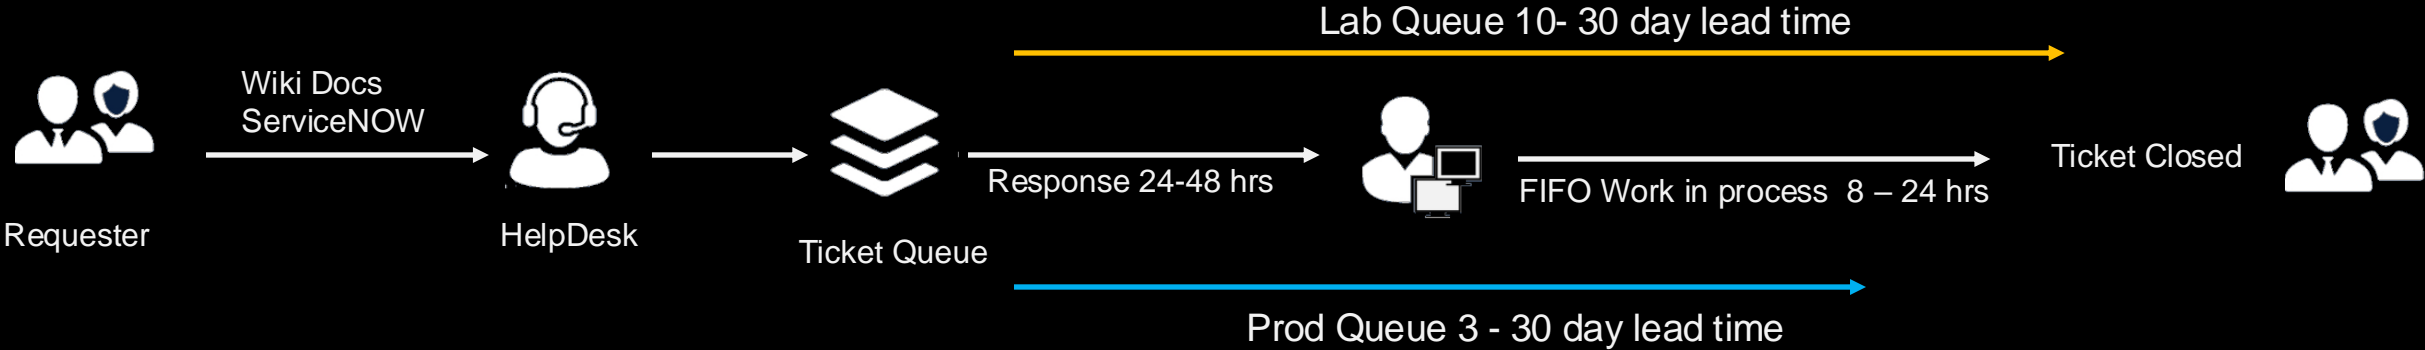 Lab Queue 10- 30 day lead time
Wiki Docs
ServiceNOW
Response 24-48 hrs
FIFO Work in process  8 – 24 hrs
Ticket Closed
Requester
HelpDesk
Ticket Queue
Prod Queue 3 - 30 day lead time